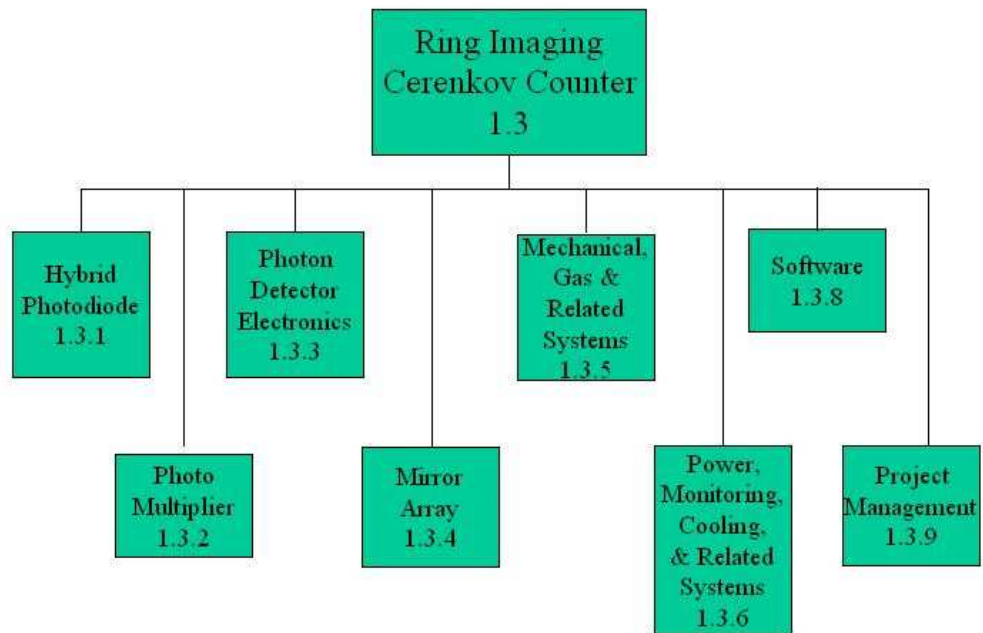 Ring Imaging
Cerenkov Counter
1.3
Hybrid
Photodiode
1.3.1
Photon
Detector
Electronics
1.3.3
Mechanical,
Gas &
Related
Systems
1.3.5
Software
1.3.8
Photo
Multiplier
1.3.2
Mirror
Array
1.3.4
Power,
Monitoring,
Cooling,
& Related
Systems
1.3.6
Project
Management
1.3.9